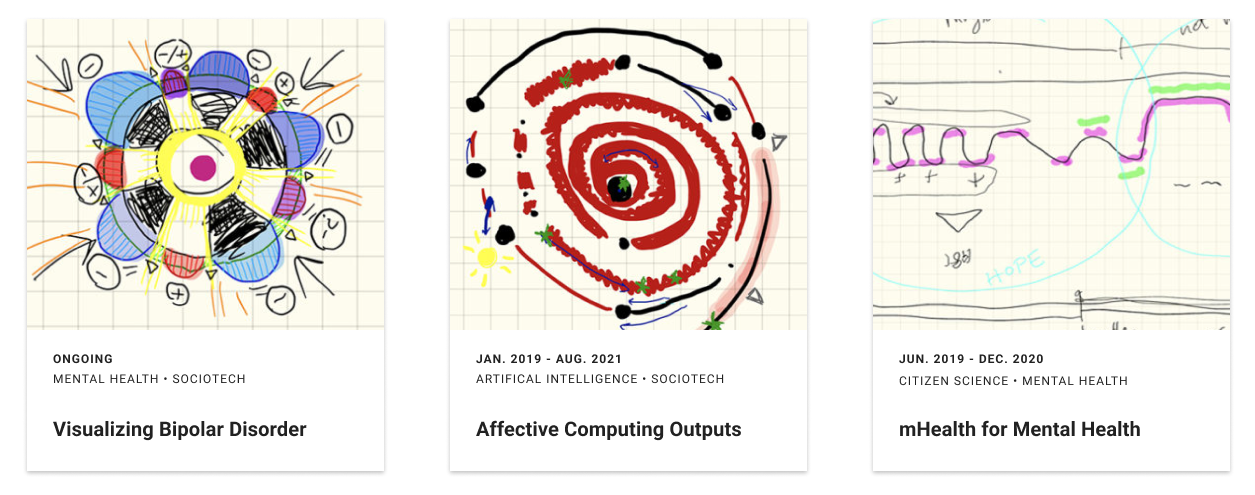 HOPE
ONGOING
MENTAL HEALTH • SOCIOTECH
Visualizing Bipolar Disorder
JAN. 2019 - AUG. 2021
ARTIFICAL INTELLIGENCE • SOCIOTECH
Affective Computing Outputs
JUN. 2019 - DEC. 2020
CITIZEN SCIENCE • MENTAL HEALTH
mHealth for Mental Health